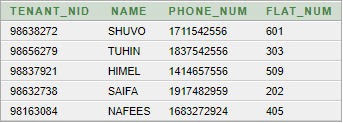 TENANT_NID NAME PHONE_NUM FLAT_NUM
98638272 SHUVO 1711542556 601
98656279 TUHIN 1837542556 303
98837921 HIMEL 1414657556 509
98632738 SAIFA 1917482959 202
98163084 NAFEES 1683272924 405